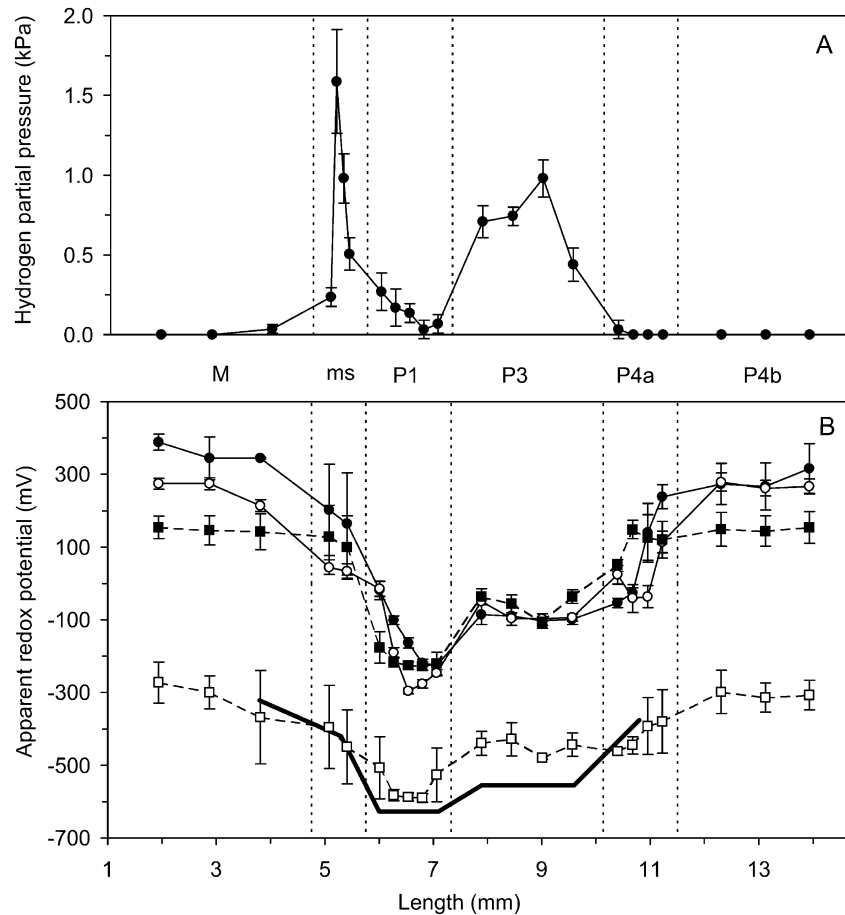 A
Hydrogen partial pressure (kPa)
2.0
1.5
1.0
0.5
0.0
M ms P1 P3 P4a P4b
B
Apparent redox potential (mV)
500
300
100
-100
-300
-500
-700
1 3 5 7 9 11 13
Length (mm)